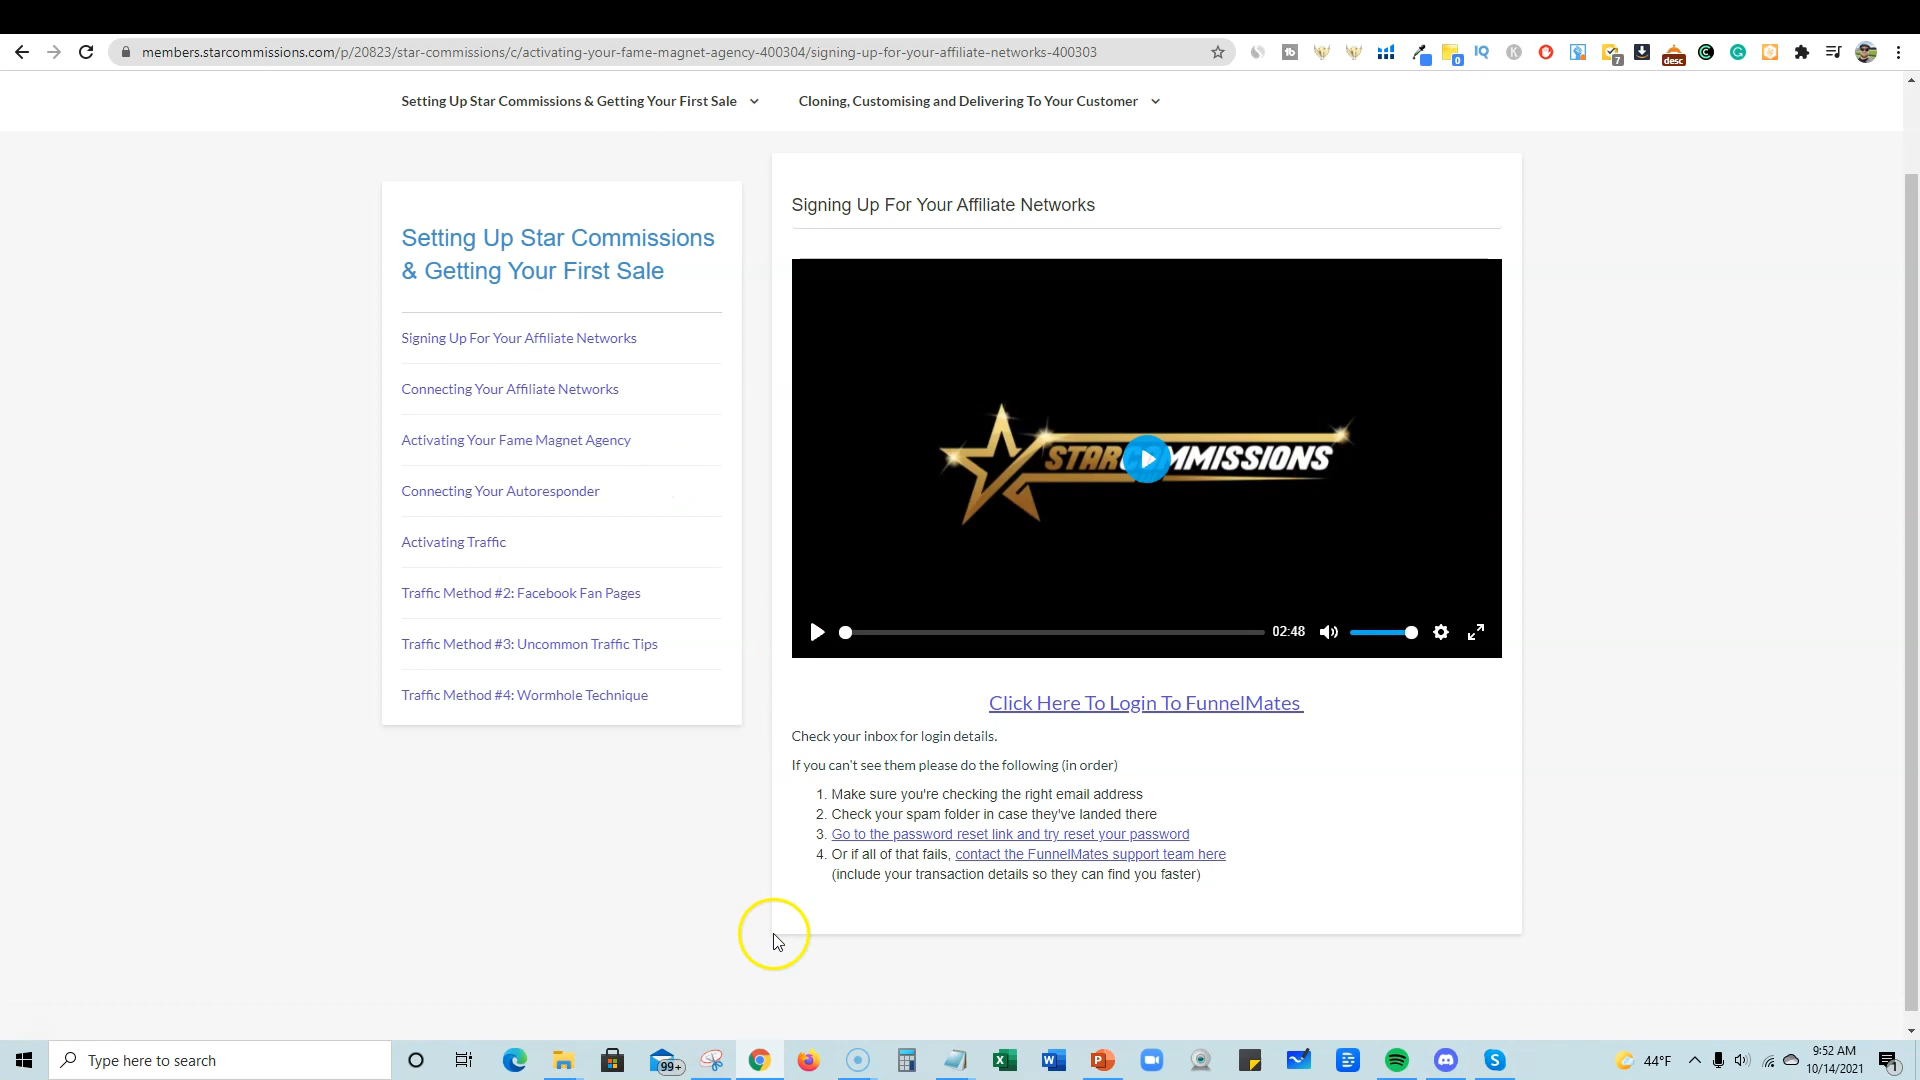 members.starcommissions.com/p/20823/star-commissions/c/activating-your-fame-magnet-agency-400304/signing-up-for-your-affiliate-networks-400303
Setting Up Star Commissions & Getting Your First Sale
Cloning, Customising and Delivering To Your Customer
Setting Up Star Commissions
& Getting Your First Sale
Signing Up For Your Affiliate Networks
Connecting Your Affiliate Networks
Activating Your Fame Magnet Agency
Connecting Your Autoresponder
Activating Traffic
Traffic Method #2: Facebook Fan Pages
Traffic Method #3: Uncommon Traffic Tips
Traffic Method #4: Wormhole Technique
Signing Up For Your Affiliate Networks
STAR MMISSIONS
02:48
Click Here To Login To FunnelMates
Check your inbox for login details.
If you can't see them please do the following (in order)
1. Make sure you're checking the right email address
2. Check your spam folder in case they've landed there
3. Go to the password reset link and try reset your password
4. Or if all of that fails, contact the FunnelMates support team here
(include your transaction details so they can find you faster)
Type here to search
99+
44°F
9:52 AM
10/14/2021
1